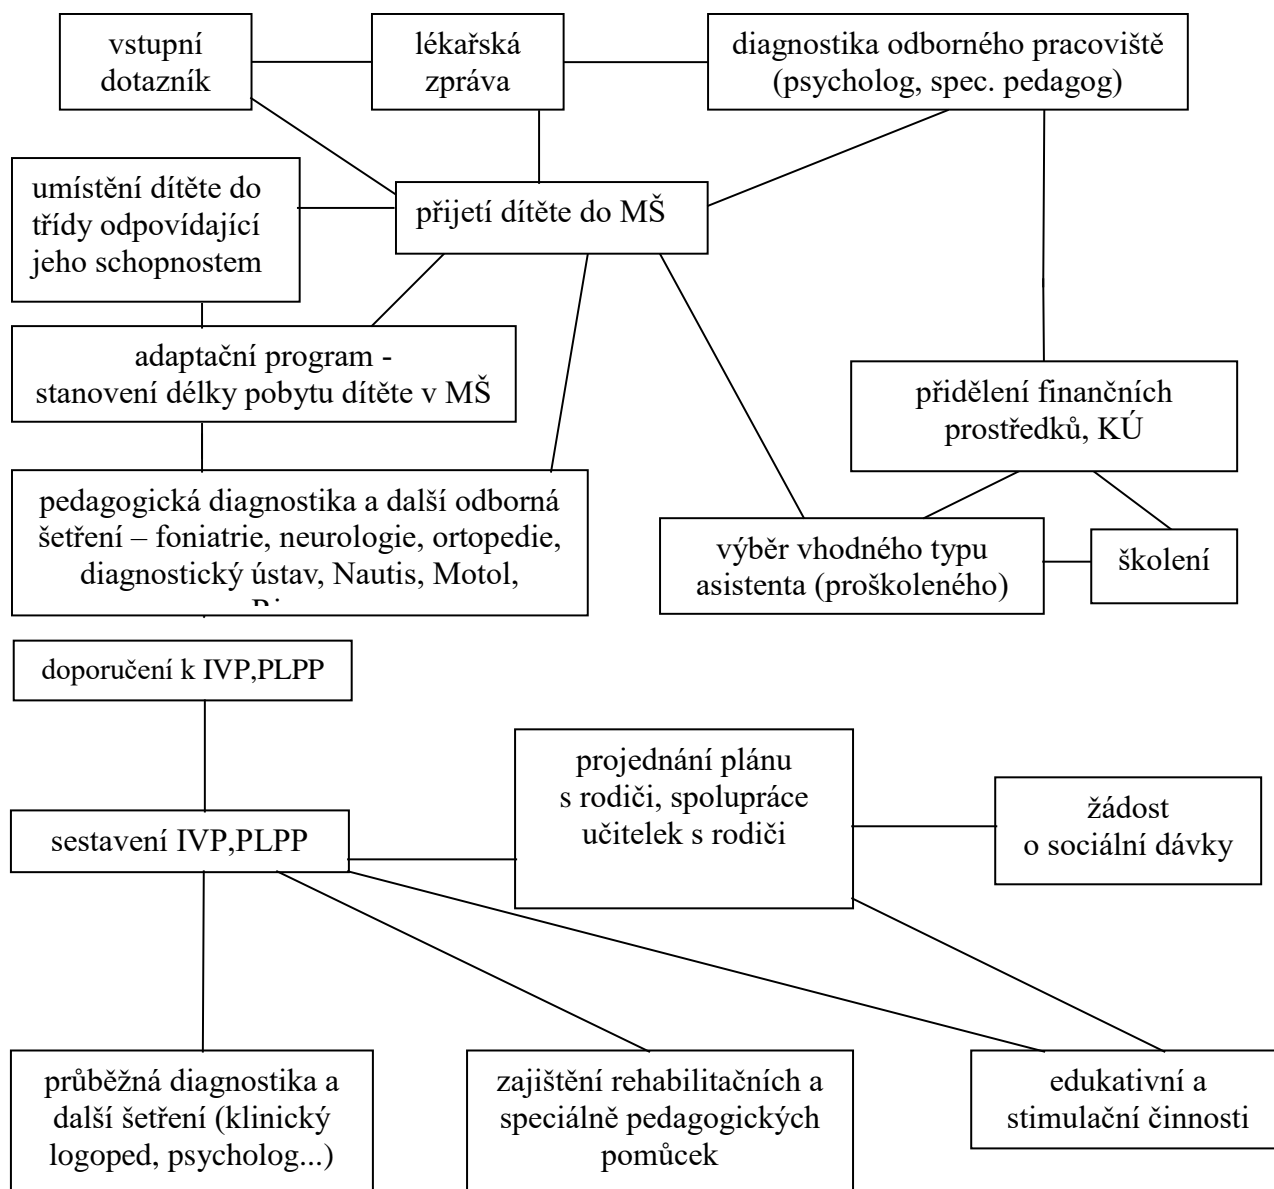 vstupní
dotazník
lékařská
zpráva
diagnostika odborného pracoviště
(psycholog, spec. pedagog)
umístění dítěte do
třídy odpovídající
jeho schopnostem
přijetí dítěte do MŠ
adaptační program -
stanovení délky pobytu dítěte v MŠ
přidělení finančních
prostředků, KÚ
pedagogická diagnostika a další odborná
šetření – foniatrie, neurologie, ortopedie,
diagnostický ústav, Nautis, Motol,
výběr vhodného typu
asistenta (proškoleného)
školení
doporučení k IVP,PLPP
projednání plánu
s rodiči, spolupráce
učitelek s rodiči
žádost
o sociální dávky
sestavení IVP,PLPP
průběžná diagnostika a
další šetření (klinický
logoped, psycholog...)
zajištění rehabilitačních a
speciálně pedagogických
pomůcek
edukativní a
stimulační činnosti